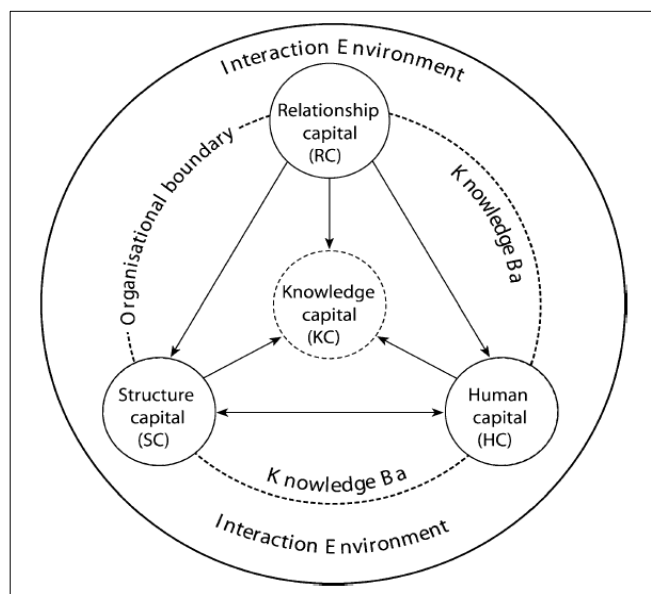 Interaction Environment
Relationship
capital
(RC)
Organisational boundary
Knowledge Ba
Knowledge
capital
(KC)
Structure
capital
(SC)
Human
capital
(HC)
Knowledge Ba
Interaction Environment